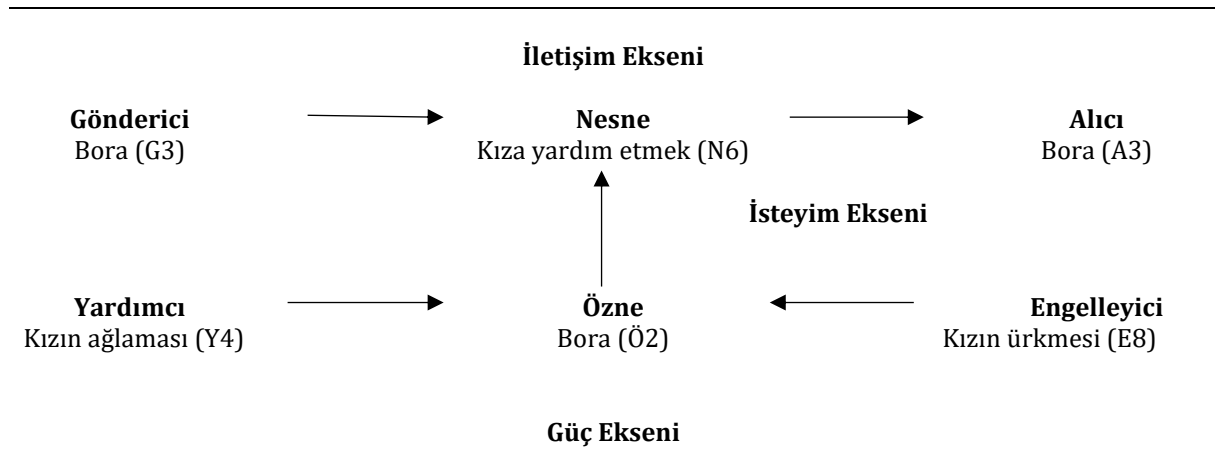 İletişim Ekseni
Gönderici Nesne Alıcı
Bora (G3) Kıza yardım etmek (N6) Bora (A3)
İsteyim Ekseni
Yardımcı Özne Engelleyici
Kızın ağlaması (Y4) Bora (Ö2) Kızın ürkmesi (E8)
Güç Ekseni